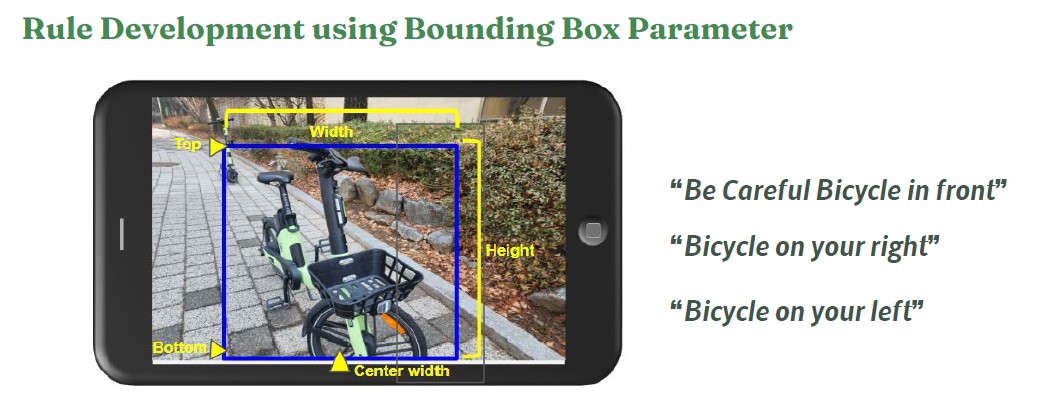 Rule Development using Bounding Box Parameter
Width
Top
Height
Bottom
Center width
“Be Careful Bicycle in front”
“Bicycle on your right”
“Bicycle on your left”